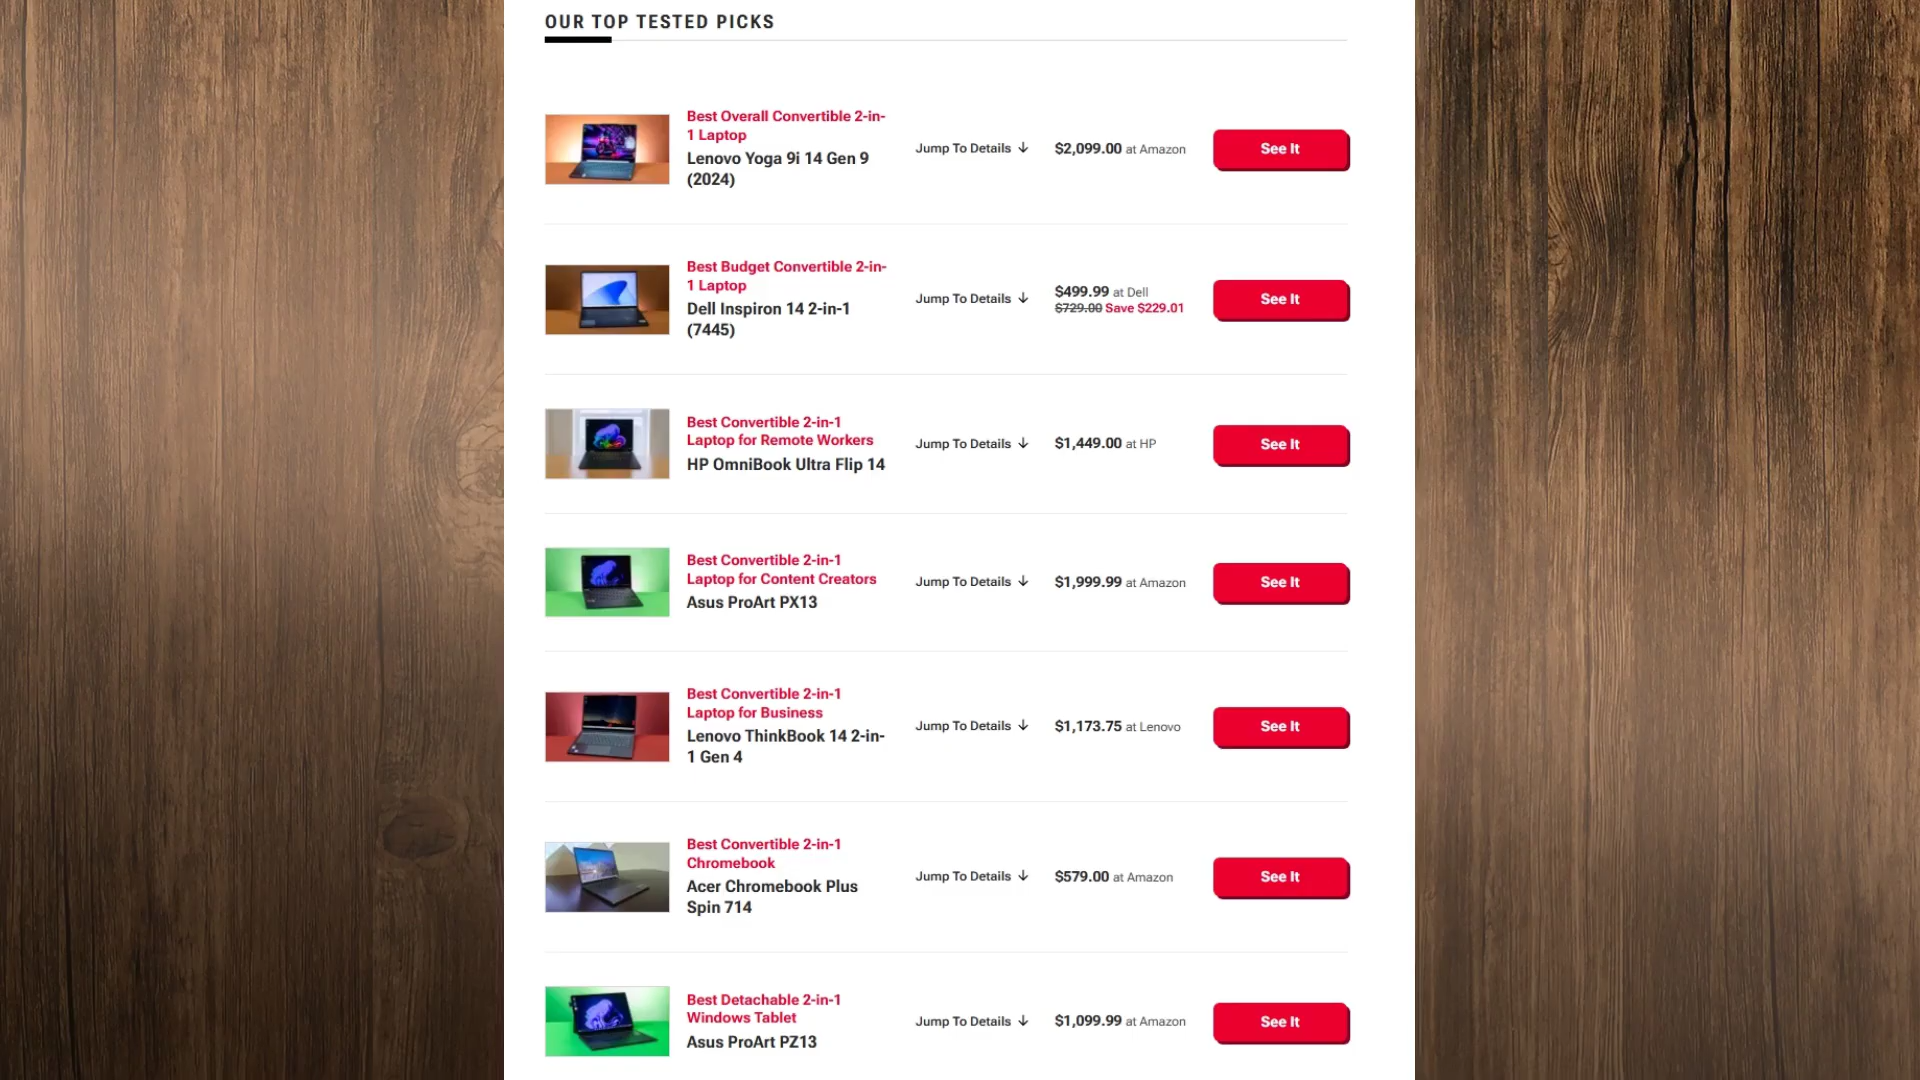 OUR TOP TESTED PICKS
Best Overall Convertible 2-in-
1 Laptop
Lenovo Yoga 9i 14 Gen 9
(2024)
Jump To Details ↓
$2,099.00 at Amazon
See It
Best Budget Convertible 2-in-
1 Laptop
Dell Inspiron 14 2-in-1
(7445)
Jump To Details ↓
$499.99 at Dell
$729.00 Save $229.01
See It
Best Convertible 2-in-1
Laptop for Remote Workers
HP OmniBook Ultra Flip 14
Jump To Details ↓
$1,449.00 at HP
See It
Best Convertible 2-in-1
Laptop for Content Creators
Asus ProArt PX13
Jump To Details ↓
$1,999.99 at Amazon
See It
Best Convertible 2-in-1
Laptop for Business
Lenovo ThinkBook 14 2-in-
1 Gen 4
Jump To Details ↓
$1,173.75 at Lenovo
See It
Best Convertible 2-in-1
Chromebook
Acer Chromebook Plus
Spin 714
Jump To Details ↓
$579.00 at Amazon
See It
Best Detachable 2-in-1
Windows Tablet
Asus ProArt PZ13
Jump To Details ↓
$1,099.99 at Amazon
See It